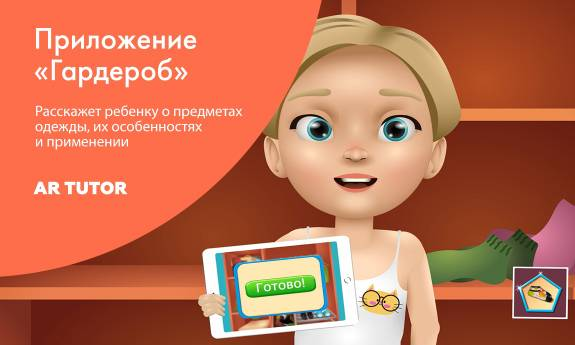 Приложение
«Гардероб»
Расскажет ребенку о предметах
одежды, их особенностях
и применении
AR TUTOR
Готово!